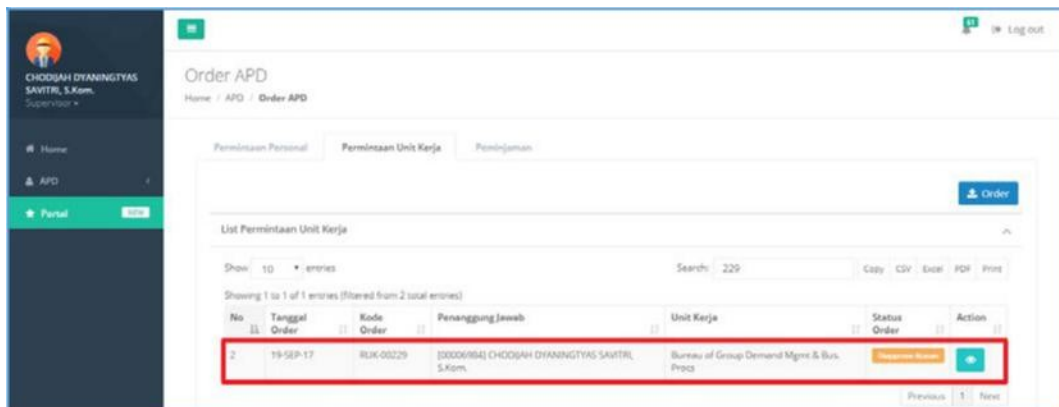 61
Log out
CHODIJAH DYANINGTYAS
SAVITRI, S.Kom.
Supervisor
Order APD
Home / APD / Order APD
Home
APD
Portal NEW
Permintaan Personal Permintaan Unit Kerja Peminjaman
Order
List Permintaan Unit Kerja
Show 10 entries Search: 229 Copy CSV Excel PDF Print
Showing 1 to 1 of 1 entries (filtered from 2 total entries)
No Tanggal Order Kode Order Penanggung Jawab Unit Kerja Status Order Action
2 19-SEP-17 RUK-00229 [00006984] CHODIJAH DYANINGTYAS SAVITRI, S.Kom. Bureau of Group Demand Mgmt & Bus. Procs
Previous 1 Next